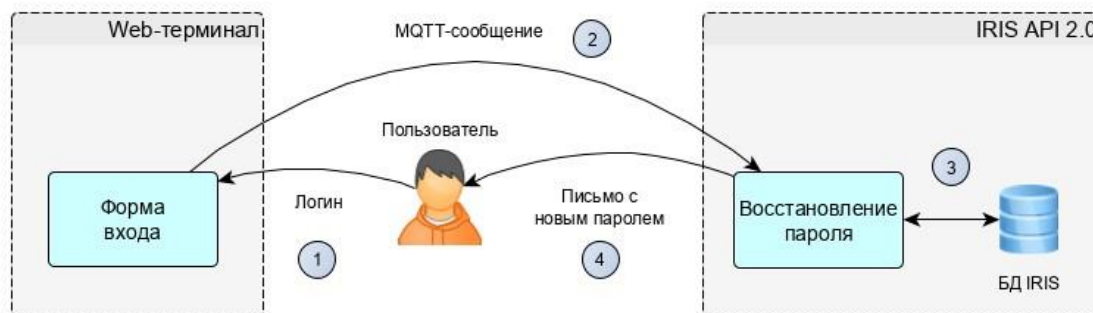 Web-терминал
IRIS API 2.0
MQTT-сообщение
2
Пользователь
Форма
входа
Логин
1
Письмо с
новым паролем
4
Восстановление
пароля
3
БД IRIS